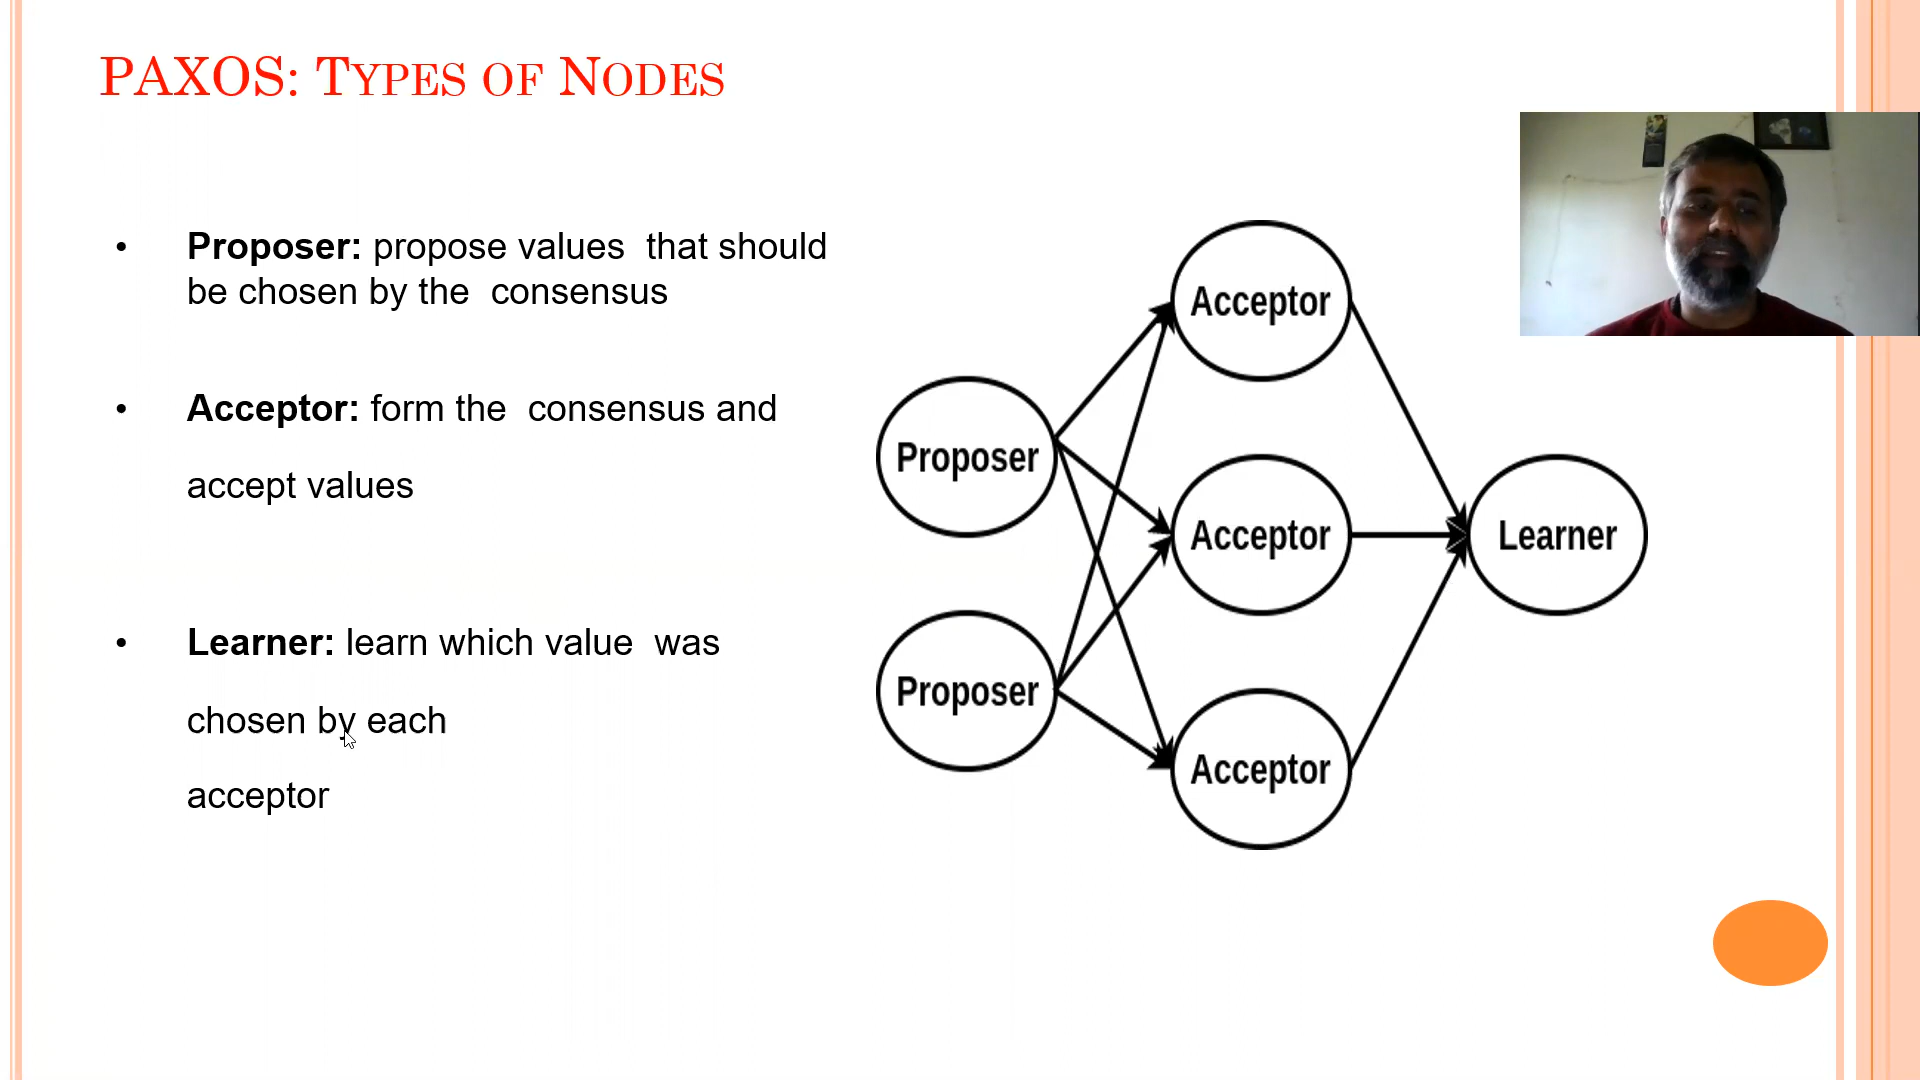 PAXOS: TYPES OF NODES
• Proposer: propose values that should
be chosen by the consensus
• Acceptor: form the consensus and
accept values
• Learner: learn which value was
chosen by each
acceptor
Acceptor
Proposer
Acceptor
Learner
Proposer
Acceptor